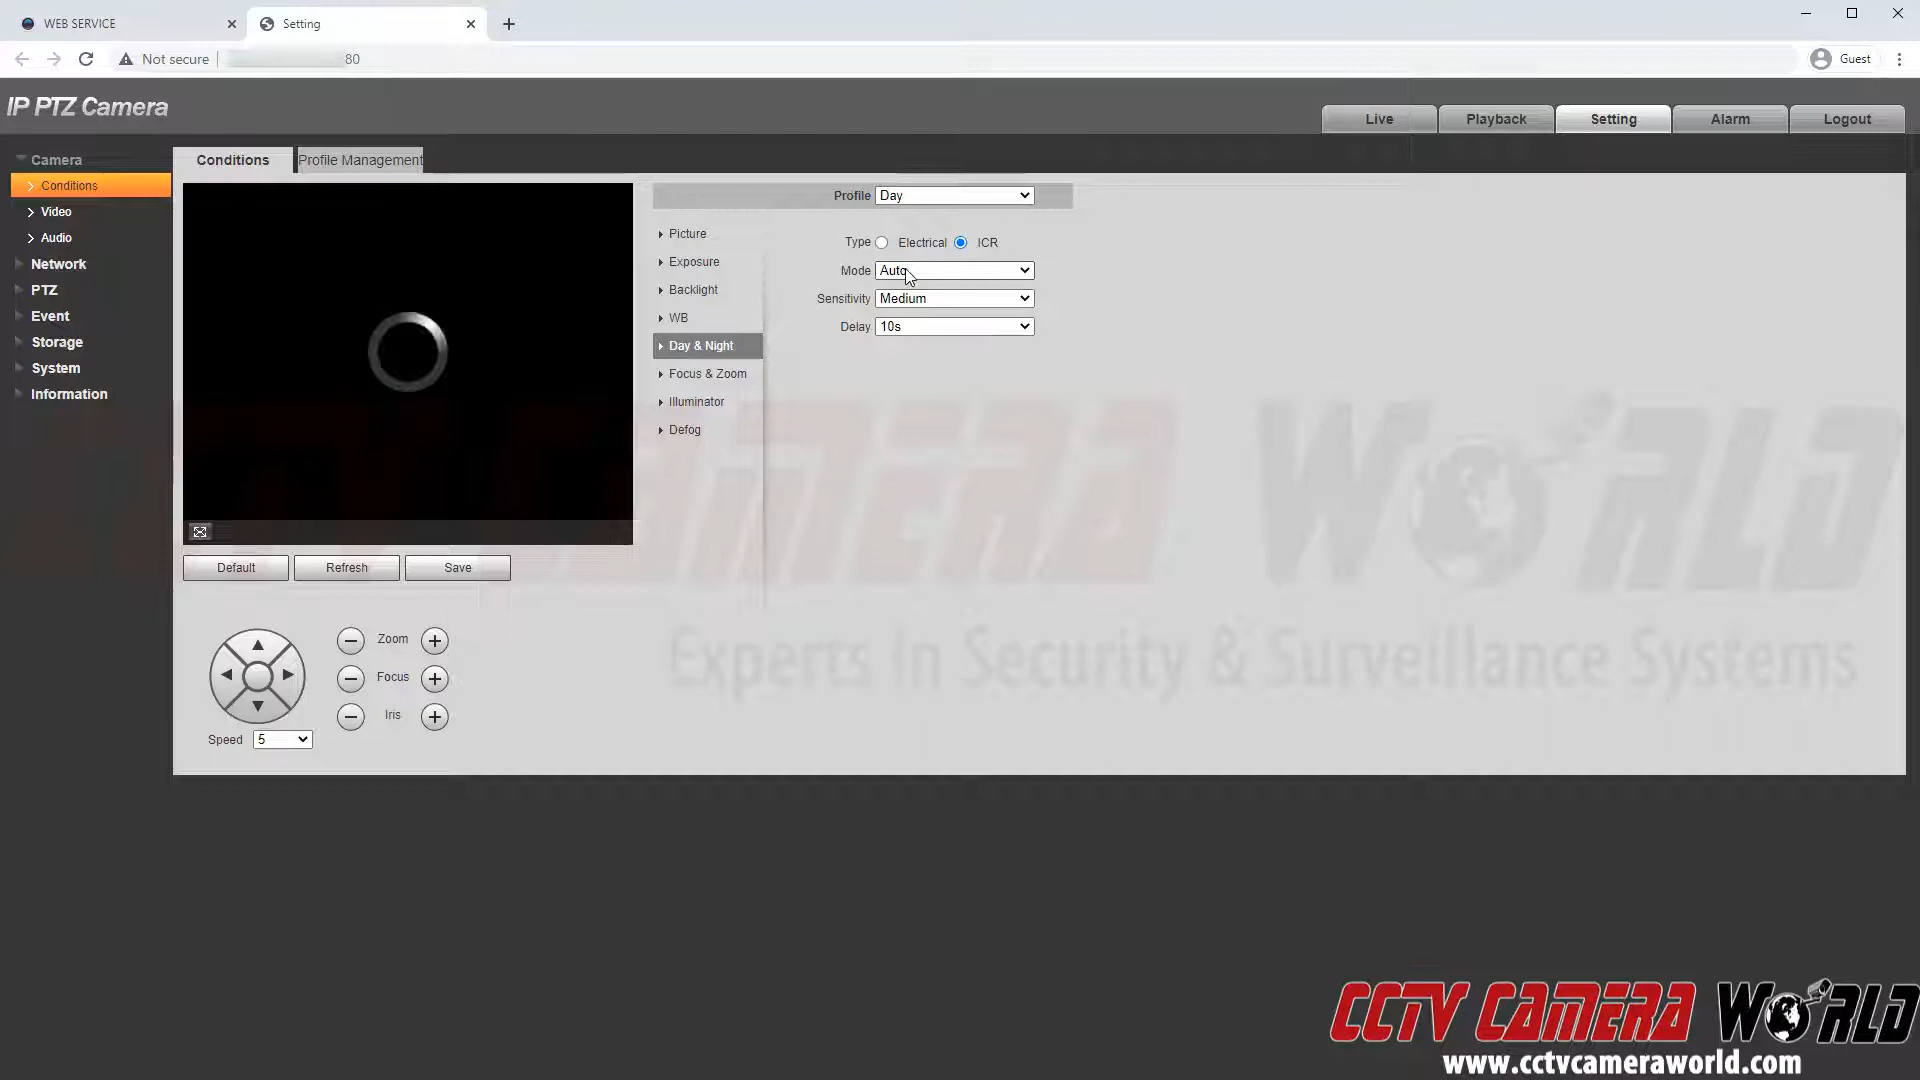 WEB SERVICE
Setting
Not secure
80
Guest
IP PTZ Camera
Live
Playback
Setting
Alarm
Logout
Camera
Conditions
Video
Audio
Network
PTZ
Event
Storage
System
Information
Conditions
Profile Management
Profile
Day
Picture
Exposure
Backlight
WB
Day & Night
Focus & Zoom
Illuminator
Defog
Type
Electrical
ICR
Mode
Auto
Sensitivity
Medium
Delay
10s
Default
Refresh
Save
Zoom
Focus
Iris
Speed
5
CCTV CAMERA WORLD
Experts in Security & Surveillance Systems
CCTV CAMERA WORLD
www.cctvcameraworld.com